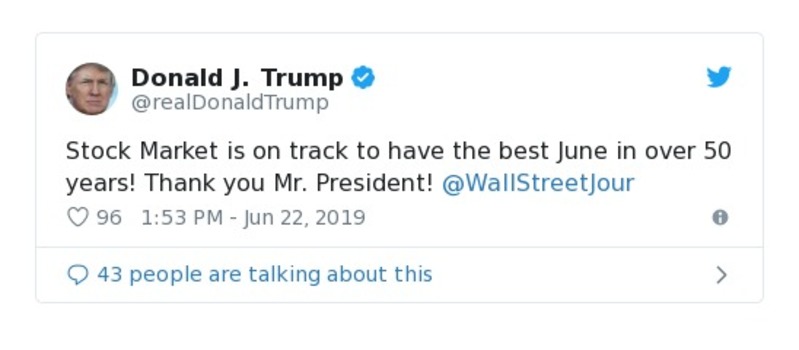 Donald J. Trump
@realDonaldTrump
Stock Market is on track to have the best June in over 50
years! Thank you Mr. President! @WallStreetJour
96 1:53 PM - Jun 22, 2019
43 people are talking about this